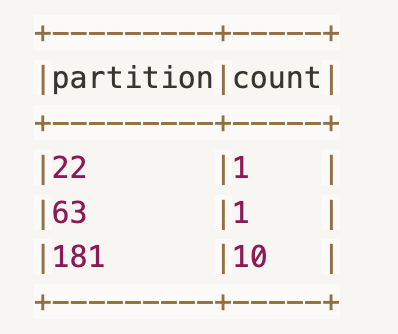 +---------+-----+
|partition|count|
+---------+-----+
|22       |1    |
|63       |1    |
|181      |10   |
+---------+-----+